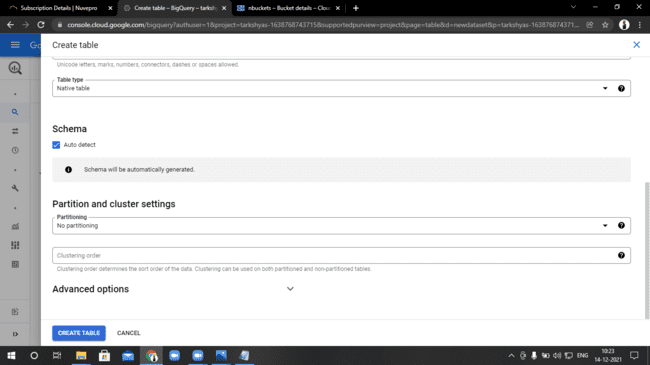 Subscription Details | Nuvepro
Create table – BigQuery – tarksh
nbuckets – Bucket details – Clou
console.cloud.google.com/bigquery?authuser=1&project=tarkshyas-1638768743715&supportedpurview=project&page=table&d=newdataset&p=tarkshyas-163876874371...
Create table
Unicode letters, marks, numbers, connectors, dashes or spaces allowed.
Table type
Native table
Schema
Auto detect
Schema will be automatically generated.
Partition and cluster settings
Partitioning
No partitioning
Clustering order
Clustering order determines the sort order of the data. Clustering can be used on both partitioned and non-partitioned tables.
Advanced options
CREATE TABLE CANCEL
ENG
10:23
14-12-2021